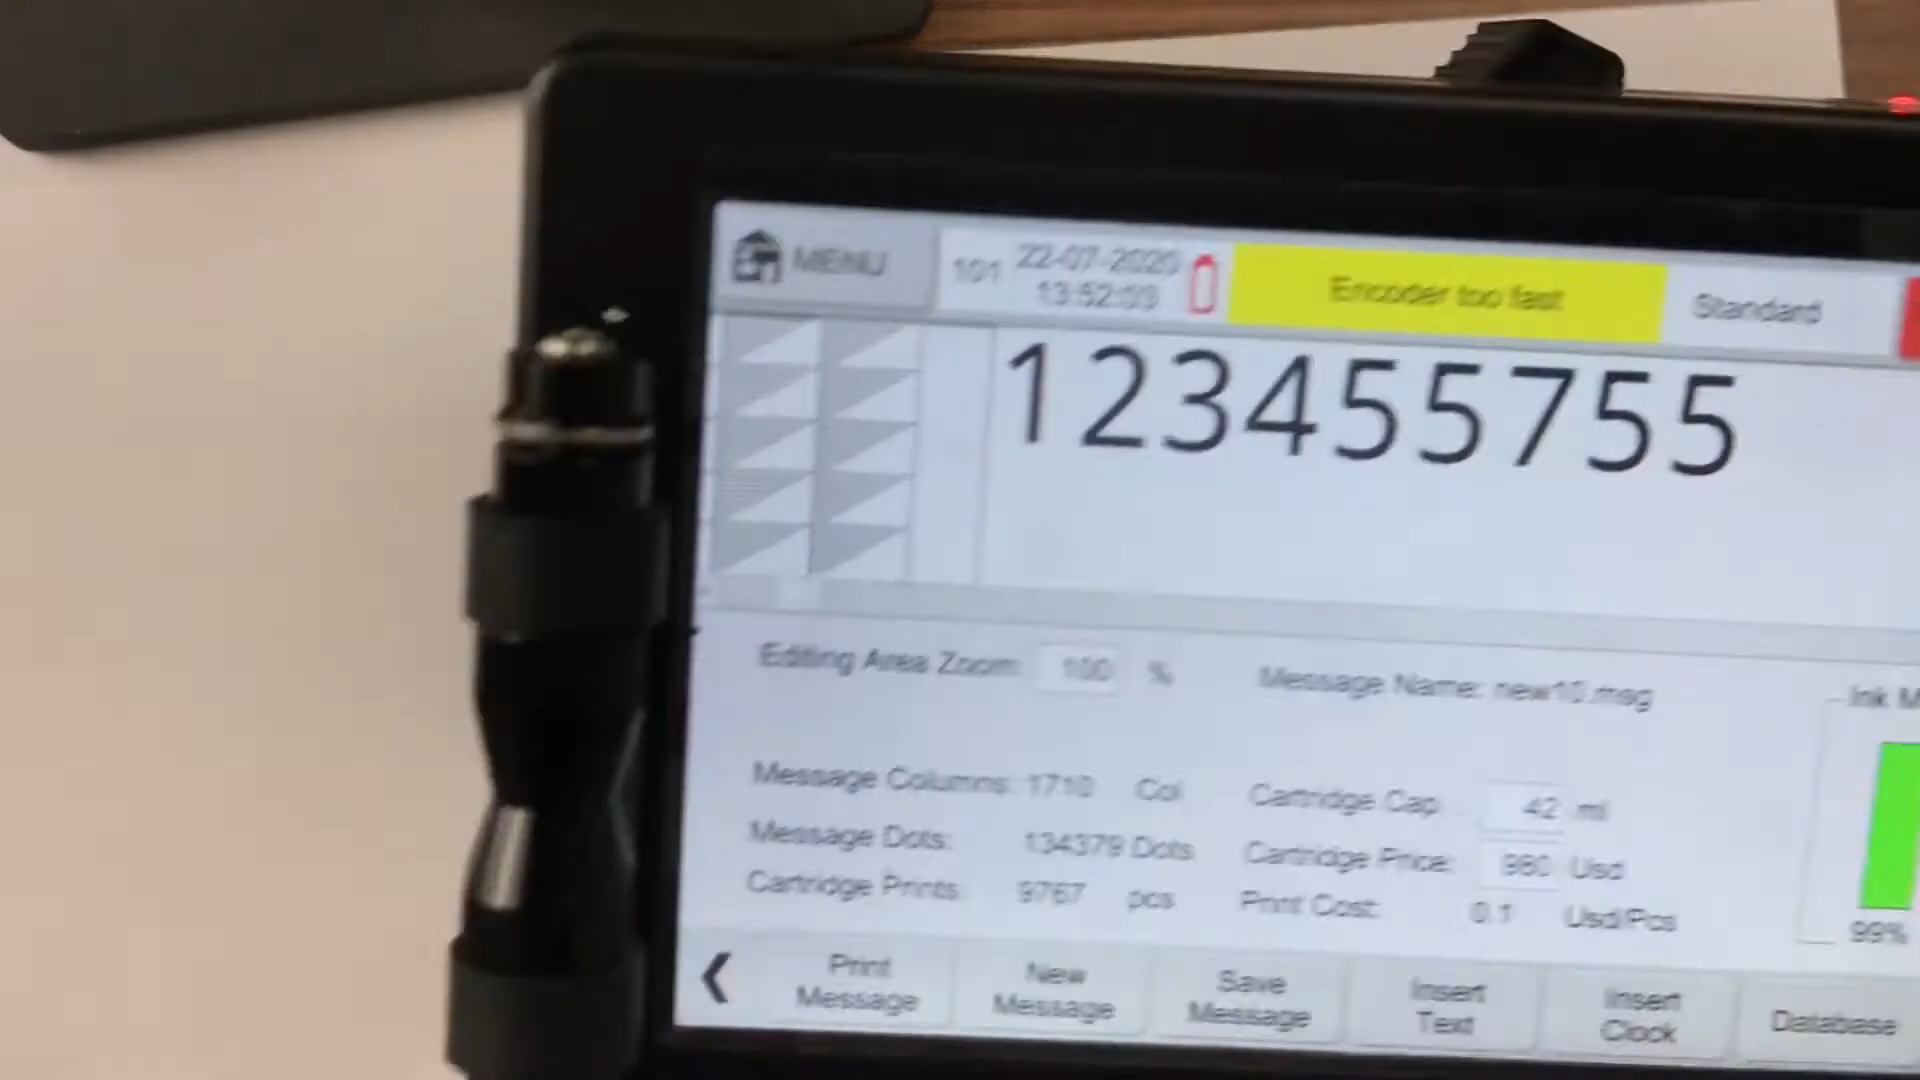 MENU
101
22-07-2020
13:52:03
Encoder too fast
Standard
123455755
Editing Area Zoom: 100 %
Message Name: new10.msg
Ink M
Message Columns: 1710 Col
Cartridge Cap 42 ml
Message Dots: 134379 Dots
Cartridge Price: 980 Usd
Cartridge Prints: 9767 pcs
Print Cost: 0.1 Usd/Pcs
99%
Print
Message
New
Message
Save
Message
Insert
Text
Insert
Clock
Database